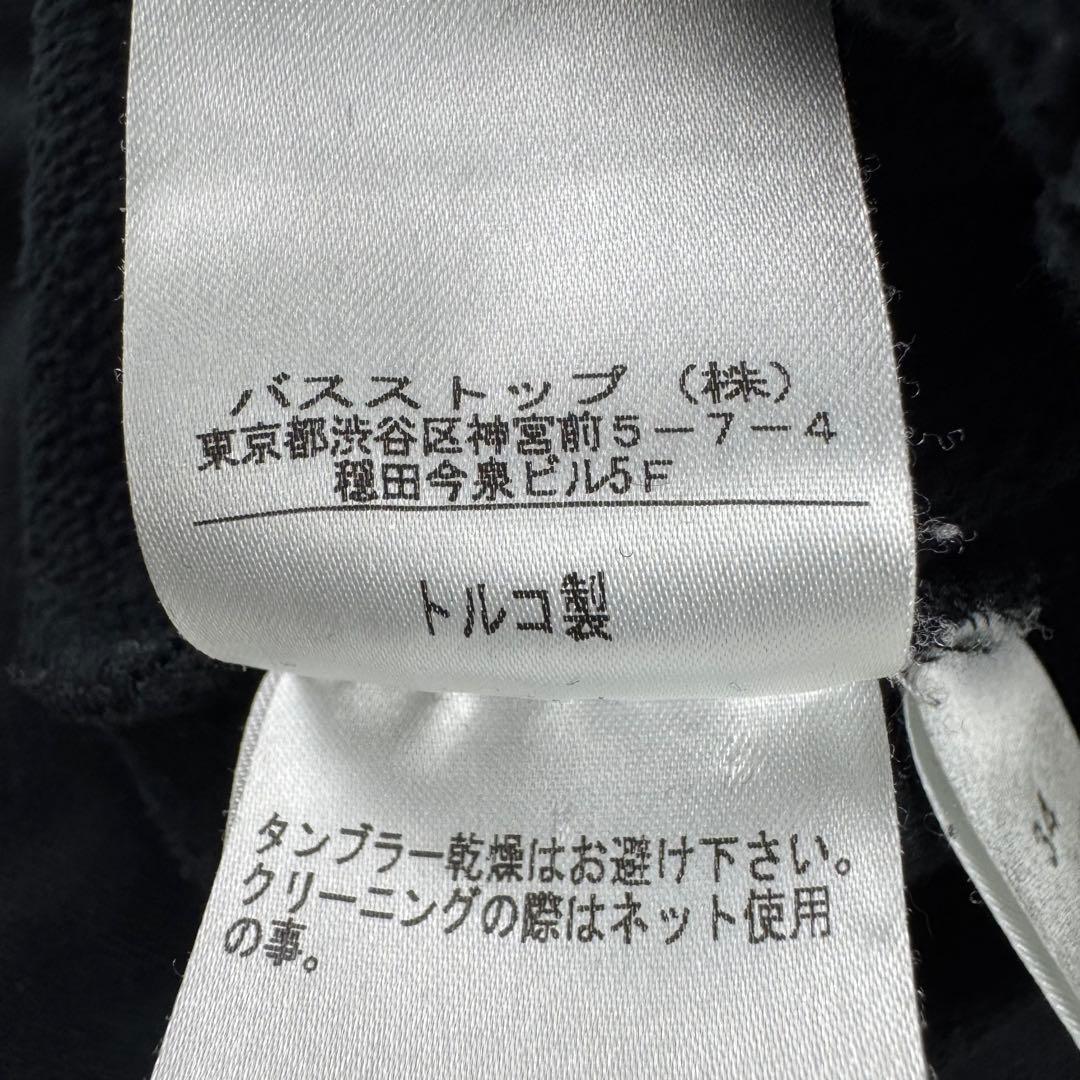 バスストップ (株)
東京都渋谷区神宮前5-7-4
穏田今泉ビル5F
トルコ製
タンブラー乾燥はお避け下さい。
クリーニングの際はネット使用
の事。
34